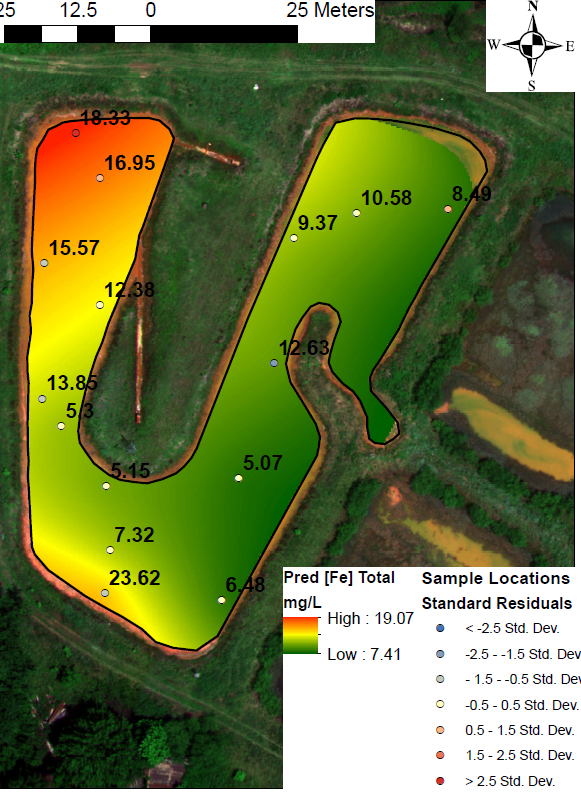 25 12.5 0 25 Meters
N
W E
S
18.33
16.95
8.49
10.58
9.37
15.57
12.38
12.63
13.85
5.3
5.07
5.15
7.32
23.62
6.48
Pred [Fe] Total
mg/L
High : 19.07
Low : 7.41
Sample Locations
Standard Residuals
< -2.5 Std. Dev.
-2.5 - -1.5 Std. Dev
- 1.5 - -0.5 Std. Dev
-0.5 - 0.5 Std. Dev.
0.5 - 1.5 Std. Dev.
1.5 - 2.5 Std. Dev.
> 2.5 Std. Dev.